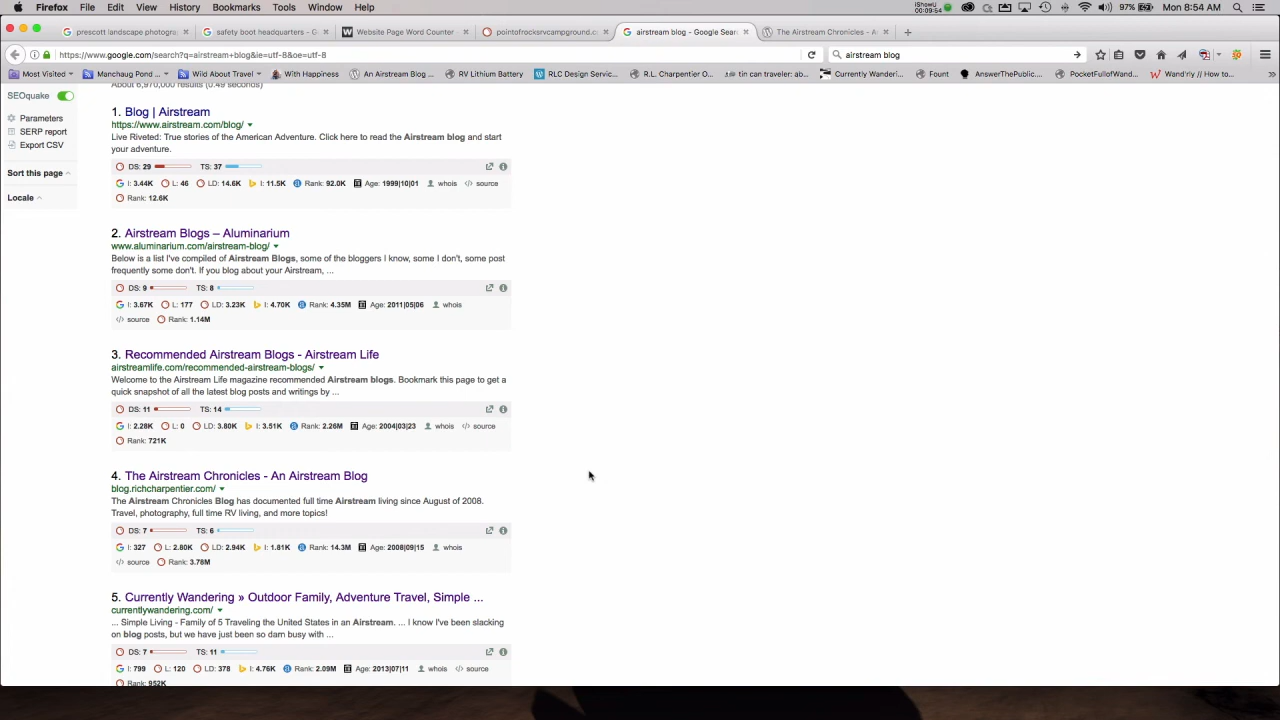 Firefox File Edit View History Bookmarks Tools Window Help
iShowU
00:09:54
97% Mon Jul 10 9:58:54 AM
prescott landscape photogra
safety boot headquarters - G
Website Page Word Counter
pointofrocksrvcampground.c
airstream blog - Google Sear
The Airstream Chronicles - A
https://www.google.com/search?q=airstream+blog&ie=utf-8&oe=utf-8
airstream blog
Most Visited
Manchaug Pond ...
Wild About Travel
With Happiness
An Airstream Blog ...
RV Lithium Battery
RLC Design Servic...
R.L. Charpentier O...
tin can traveler: ab...
Currently Wanderi...
Fount
AnswerThePublic....
PocketFullofWand...
Wand'rly // How to...
SEOquake
Parameters
SERP report
Export CSV
Sort this page
Locale
About 6,970,000 results (0.49 seconds)
1. Blog | Airstream
https://www.airstream.com/blog/
Live Riveted: True stories of the American Adventure. Click here to read the Airstream blog and start
your adventure.
DS: 29 TS: 37
I: 3.44K L: 46 LD: 14.6K I: 11.5K Rank: 92.0K Age: 1999|10|01 whois source
Rank: 12.6K
2. Airstream Blogs – Aluminarium
www.aluminarium.com/airstream-blog/
Below is a list I've compiled of Airstream Blogs, some of the bloggers I know, some I don't, some post
frequently some don't. If you blog about your Airstream, ...
DS: 9 TS: 8
I: 3.67K L: 177 LD: 3.23K I: 4.70K Rank: 4.35M Age: 2011|05|06 whois
source Rank: 1.14M
3. Recommended Airstream Blogs - Airstream Life
airstreamlife.com/recommended-airstream-blogs/
Welcome to the Airstream Life magazine recommended Airstream blogs. Bookmark this page to get a
quick snapshot of all the latest blog posts and writings by ...
DS: 11 TS: 14
I: 2.28K L: 0 LD: 3.80K I: 3.51K Rank: 2.26M Age: 2004|03|23 whois source
Rank: 721K
4. The Airstream Chronicles - An Airstream Blog
blog.richcharpentier.com/
The Airstream Chronicles Blog has documented full time Airstream living since August of 2008.
Travel, photography, full time RV living, and more topics!
DS: 7 TS: 6
I: 327 L: 2.80K LD: 2.94K I: 1.81K Rank: 14.3M Age: 2008|09|15 whois
source Rank: 3.78M
5. Currently Wandering » Outdoor Family, Adventure Travel, Simple ...
currentlywandering.com/
... Simple Living - Family of 5 Traveling the United States in an Airstream. ... I know I've been slacking
on blog posts, but we have just been so darn busy with ...
DS: 7 TS: 11
I: 799 L: 120 LD: 378 I: 4.76K Rank: 2.09M Age: 2013|07|11 whois source
Rank: 952K